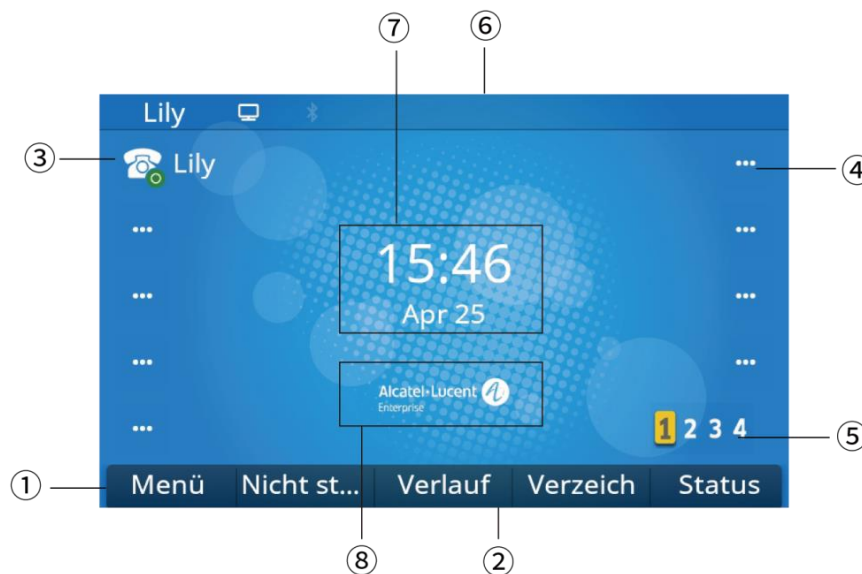 ⑦ ⑥
Lily
③ Lily ... ④
... ...
15:46
Apr 25
... ...
... ...
Alcatel·Lucent
Enterprise
... 1 2 3 4 ⑤
① Menü Nicht st... Verlauf Verzeich Status
⑧ ②